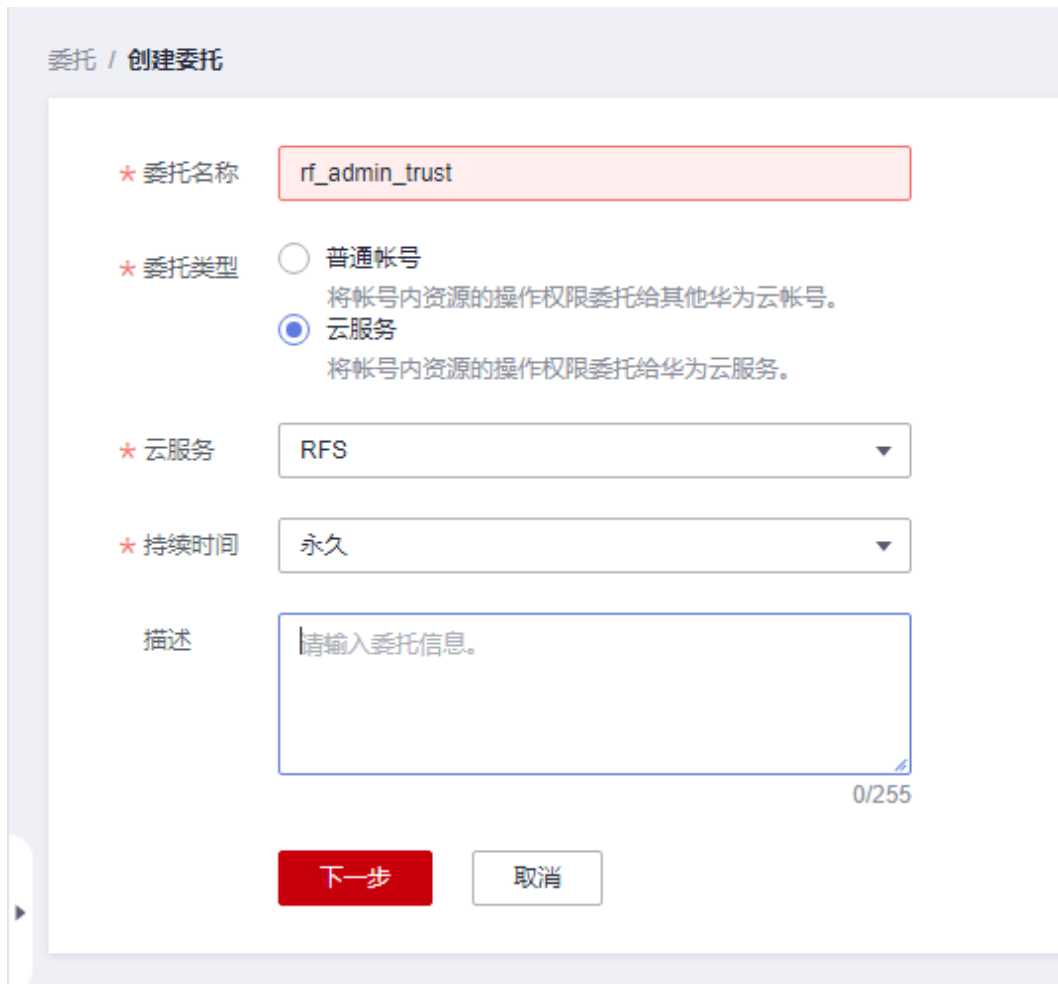 委托 / 创建委托
* 委托名称 rf_admin_trust
* 委托类型 普通帐号
将帐号内资源的操作权限委托给其他华为云帐号。
云服务
将帐号内资源的操作权限委托给华为云服务。
* 云服务 RFS
* 持续时间 永久
描述 请输入委托信息。
0/255
下一步 取消